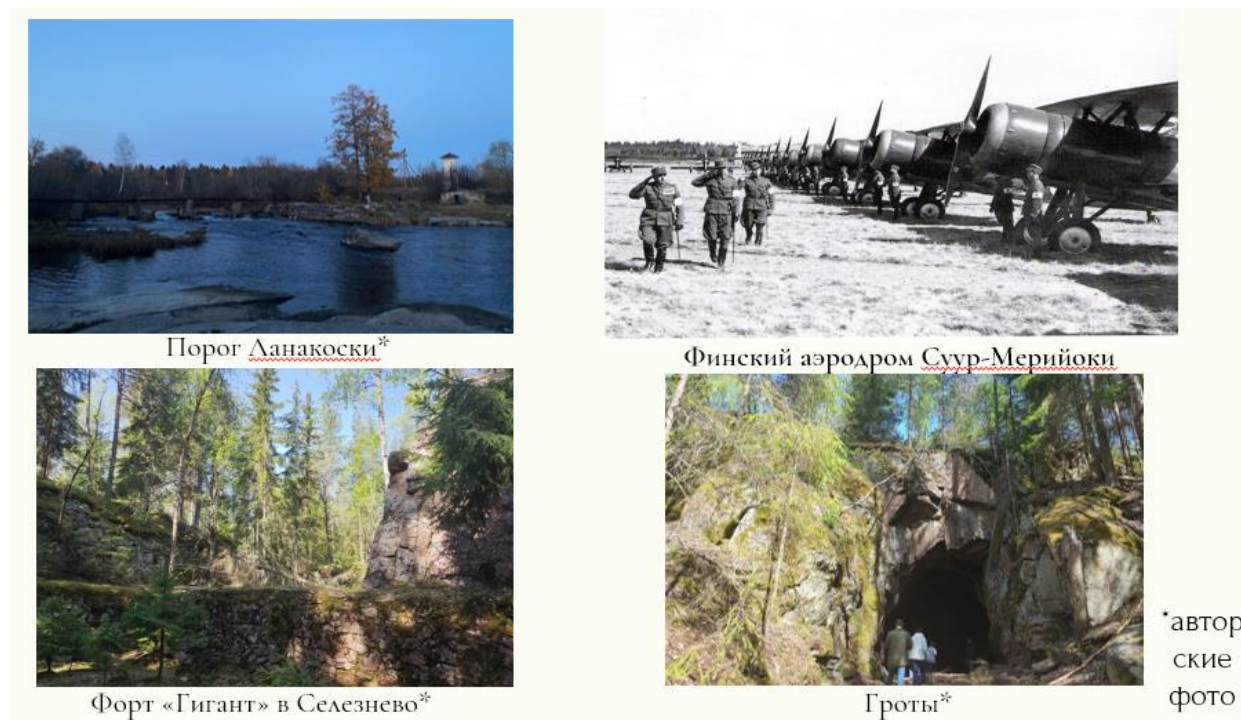 Порог Ланакоски*
Финский аэродром Суур-Мерийоки
Форт «Гигант» в Селезнево*
Гроты*
*автор
ские
фото